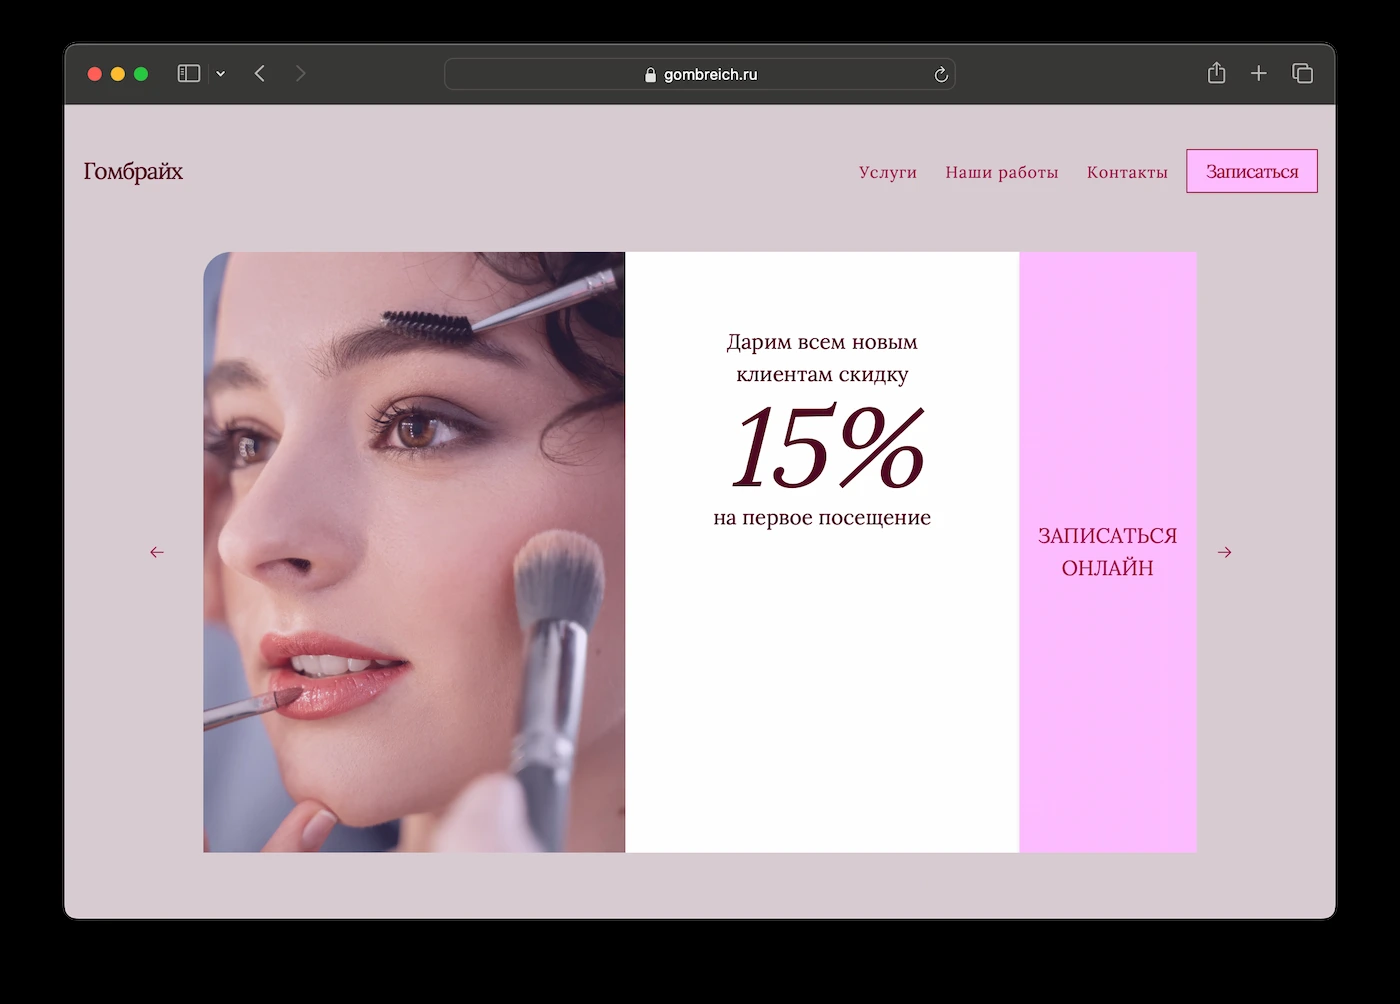 gombreich.ru
Гомбрайх
Услуги
Наши работы
Контакты
Записаться
Дарим всем новым
клиентам скидку
15%
на первое посещение
ЗАПИСАТЬСЯ
ОНЛАЙН